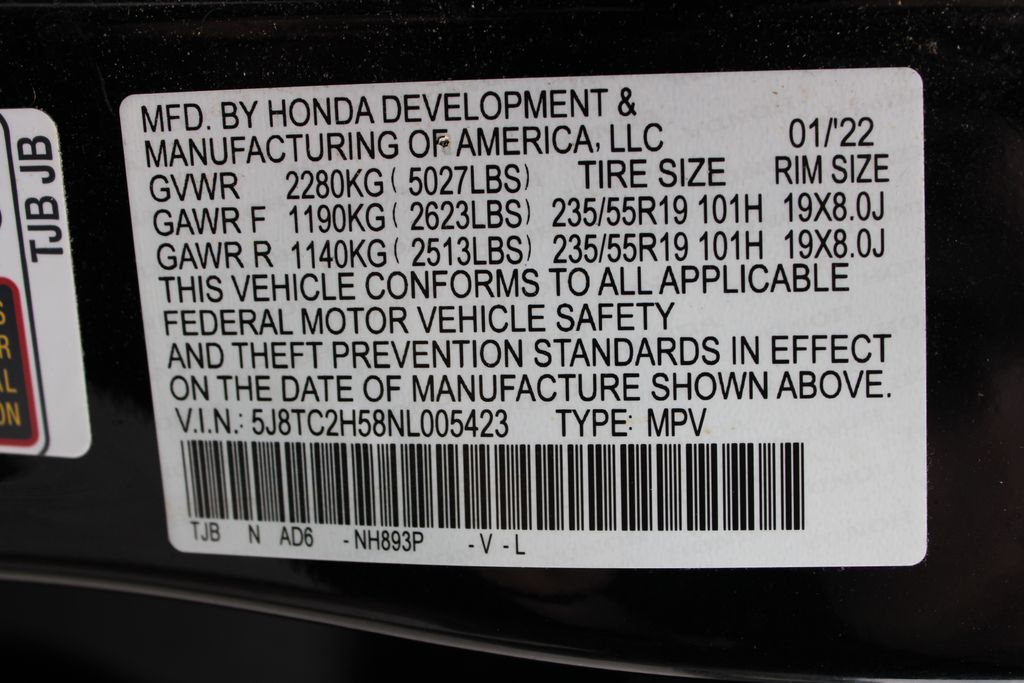 MFD. BY HONDA DEVELOPMENT &
MANUFACTURING OF AMERICA, LLC 01/'22
GVWR 2280KG ( 5027LBS) TIRE SIZE RIM SIZE
GAWR F 1190KG ( 2623LBS) 235/55R19 101H 19X8.0J
GAWR R 1140KG ( 2513LBS) 235/55R19 101H 19X8.0J
THIS VEHICLE CONFORMS TO ALL APPLICABLE
FEDERAL MOTOR VEHICLE SAFETY
AND THEFT PREVENTION STANDARDS IN EFFECT
ON THE DATE OF MANUFACTURE SHOWN ABOVE.
V.I.N.: 5J8TC2H58NL005423 TYPE: MPV
TJB N AD6 -NH893P -V-L
TJB JB